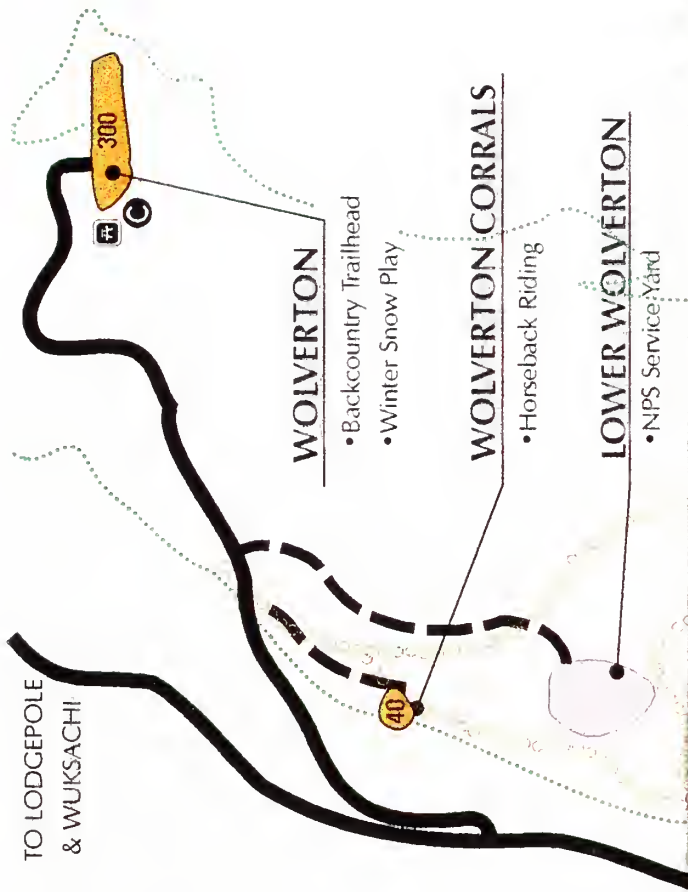 TO LODGEPOLE
& WUKSACHI
300
C
WOLVERTON
•Backcountry Trailhead
•Winter Snow Play
40
WOLVERTON CORRALS
•Horseback Riding
LOWER WOLVERTON
•NPS Service Yard